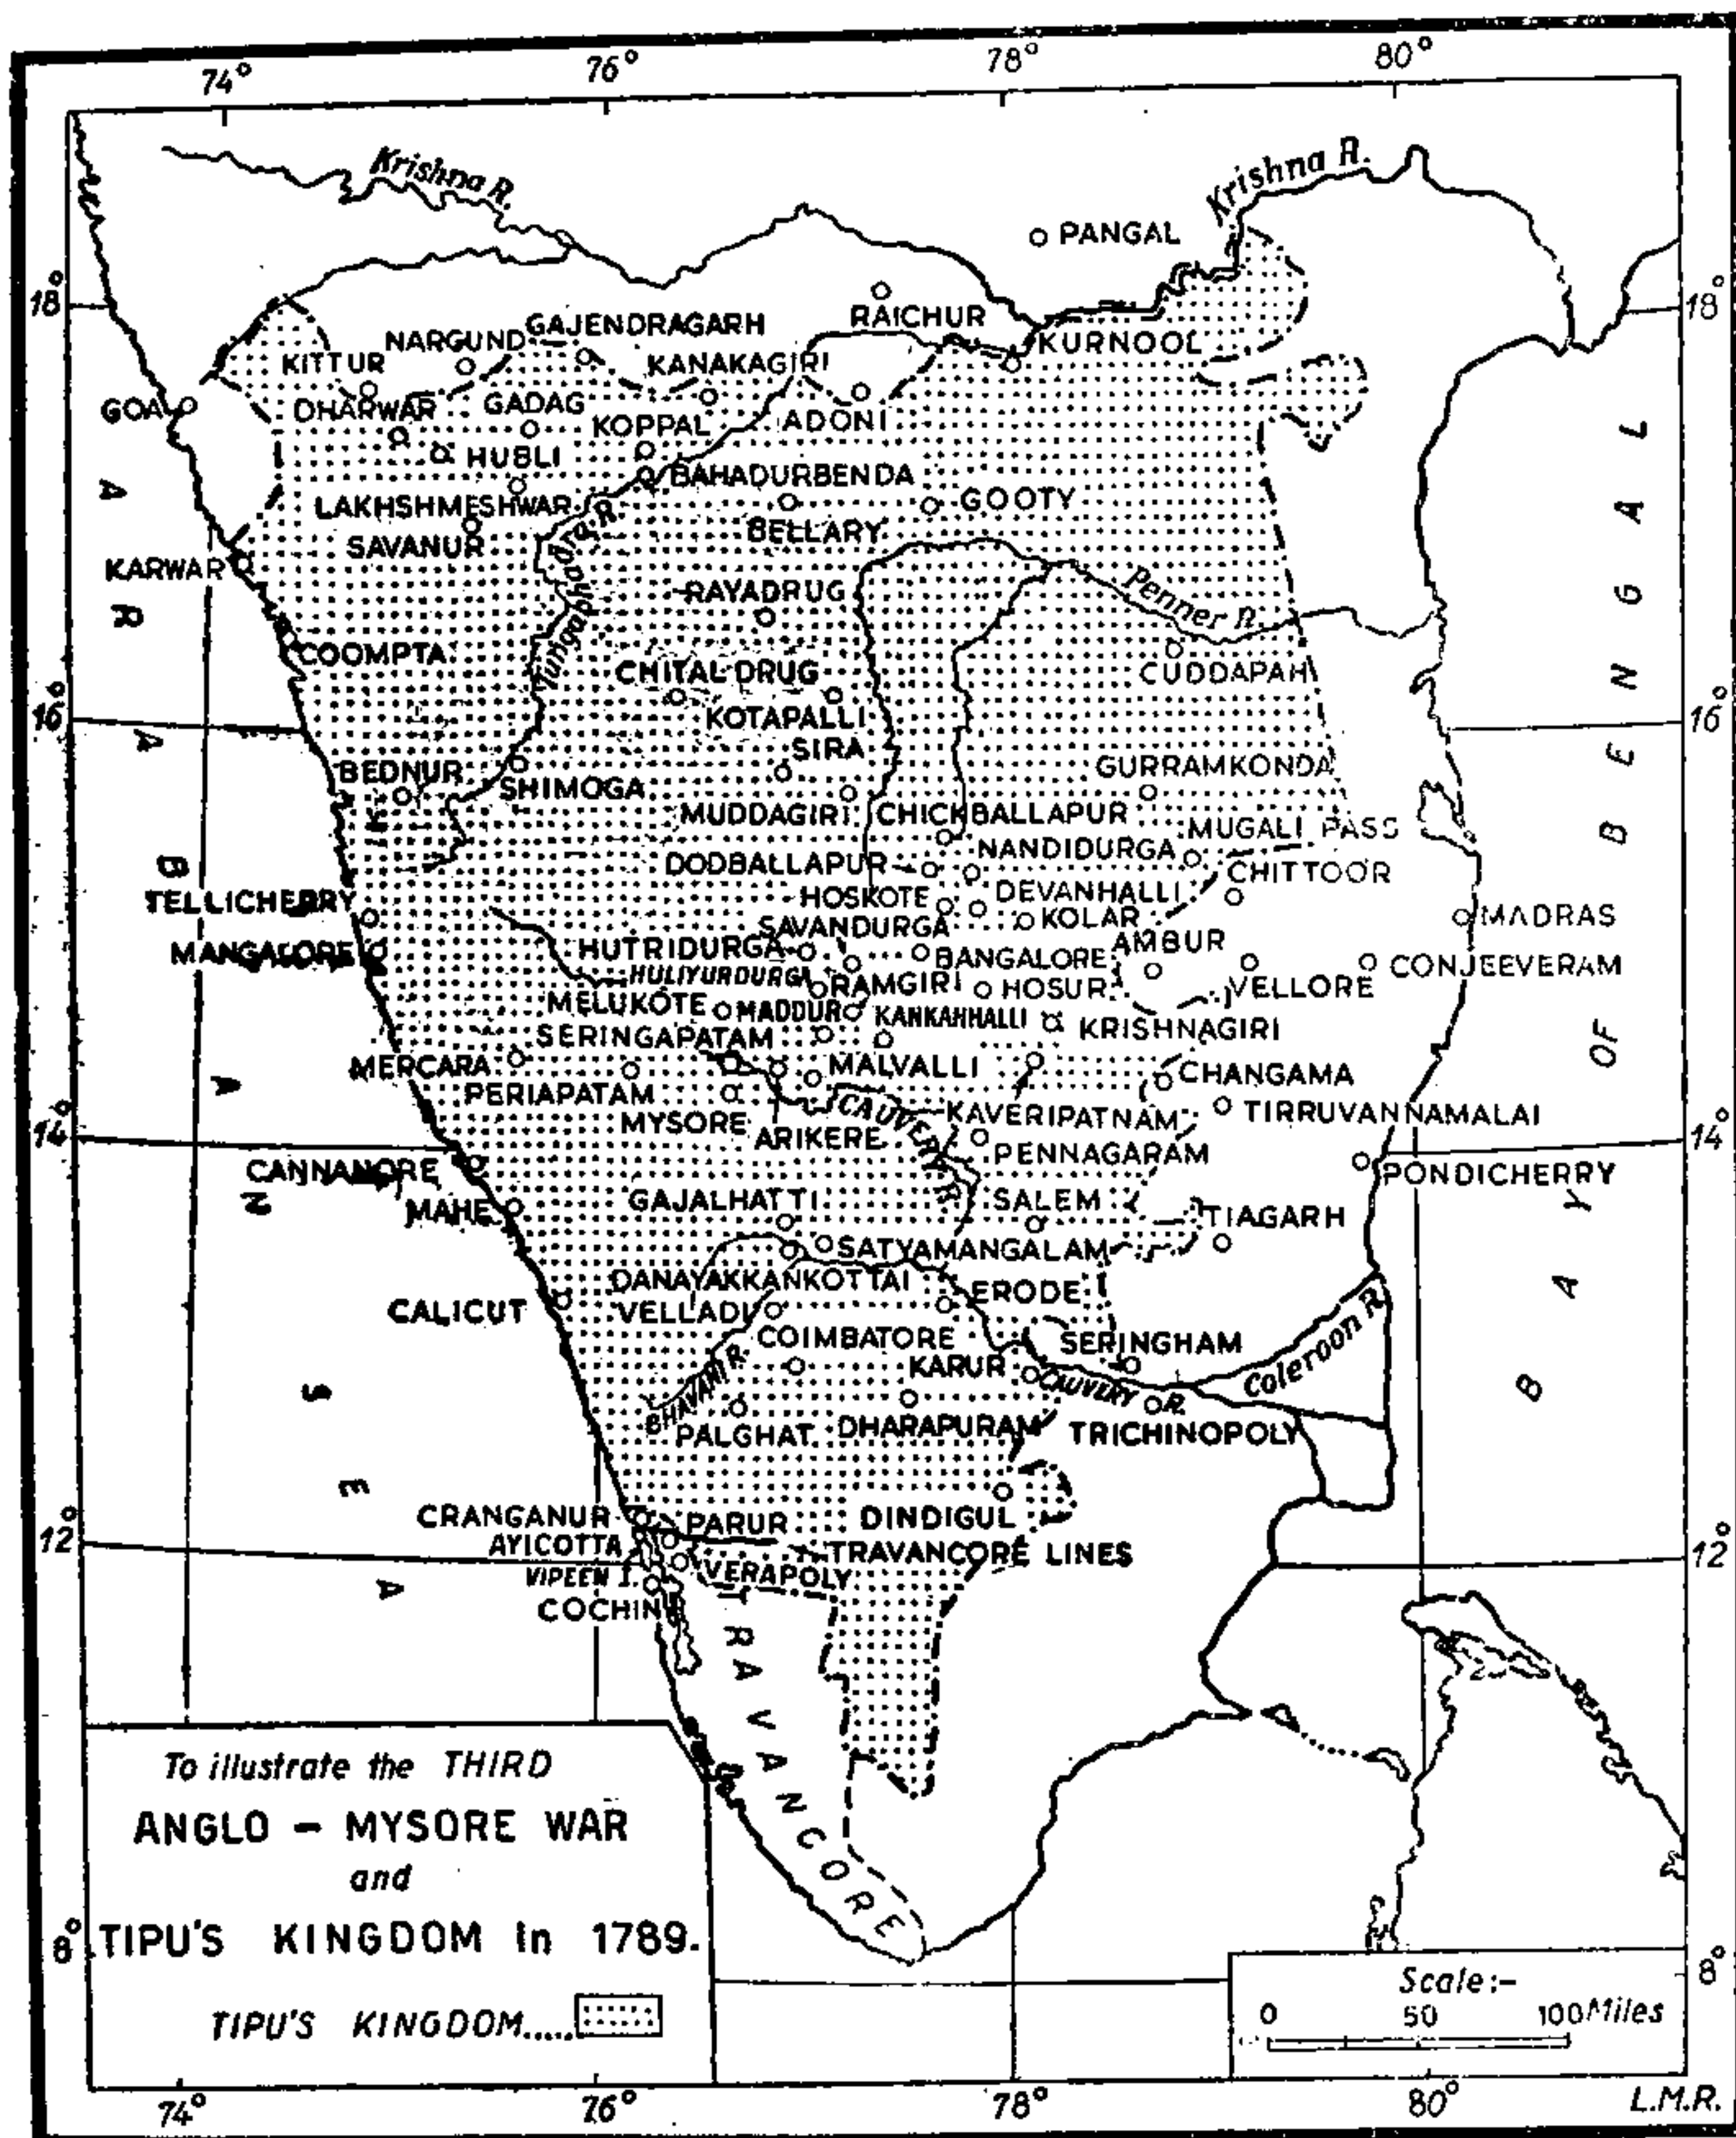 74°
76°
78°
80°
Krishna R.
Krishna R.
PANGAL
18°
18°
RAICHUR
GAJENDRAGARH
NARGUND
KURNOOL
KITTUR
KANAKAGIRI
GOA
DHARWAR
GADAG
KOPPAL
ADONI
HUBLI
BAHADURBENDA
LAKHSHMESHWAR
GOOTY
BELLARY
SAVANUR
KARWAR
Tungaphdra R.
RAYADRUG
Penner R.
COOMPTA
CHITALDRUG
CUDDAPAH
16°
16°
KOTAPALLI
SIRA
BEDNUR
SHIMOGA
GURRAMKONDA
MUDDAGIRI
CHICKBALLAPUR
MUGALI PASS
NANDIDURGA
DODBALLAPUR
CHITTOOR
HOSKOTE
DEVANHALLI
TELLICHERRY
SAVANDURGA
KOLAR
MADRAS
HUTRIDURGA
AMBUR
MANGALORE
BANGALORE
HULIYURDURGA
RAMGIRI
HOSUR
VELLORE
CONJEEVERAM
MELUKOTE
MADDUR
KANKANHALLI
KRISHNAGIRI
SERINGAPATAM
MERCARA
MALVALLI
CHANGAMA
PERIAPATAM
CAUVERY R.
KAVERIPATNAM
TIRRUVANNAMALAI
MYSORE
ARIKERE
14°
14°
PENNAGARAM
CANNANORE
PONDICHERRY
GAJALHATTI
SALEM
MAHE
TIAGARH
SATYAMANGALAM
DANAYAKKANKOTTAI
ERODE
CALICUT
VELLADI
COIMBATORE
SERINGHAM
Coleroon R.
KARUR
BHAVANI R.
CAUVERY R.
PALGHAT
DHARAPURAM
TRICHINOPOLY
CRANGANUR
PARUR
DINDIGUL
12°
12°
AYICOTTA
TRAVANCORE LINES
VIPEEN I.
VERAPOLY
COCHIN
TRAVANCORE
ARABIAN SEA
BAY OF BENGAL
To illustrate the THIRD
ANGLO - MYSORE WAR
and
TIPU'S KINGDOM in 1789.
TIPU'S KINGDOM.....
8°
8°
Scale:-
0 50 100 Miles
74°
76°
78°
80°
L.M.R.